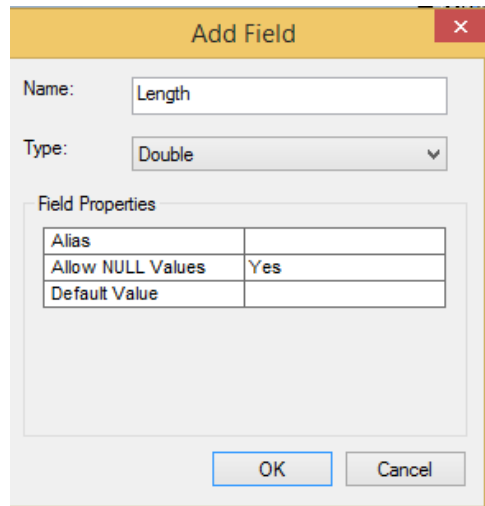 Add Field
Name: Length
Type: Double
Field Properties
Alias
Allow NULL Values Yes
Default Value
OK Cancel